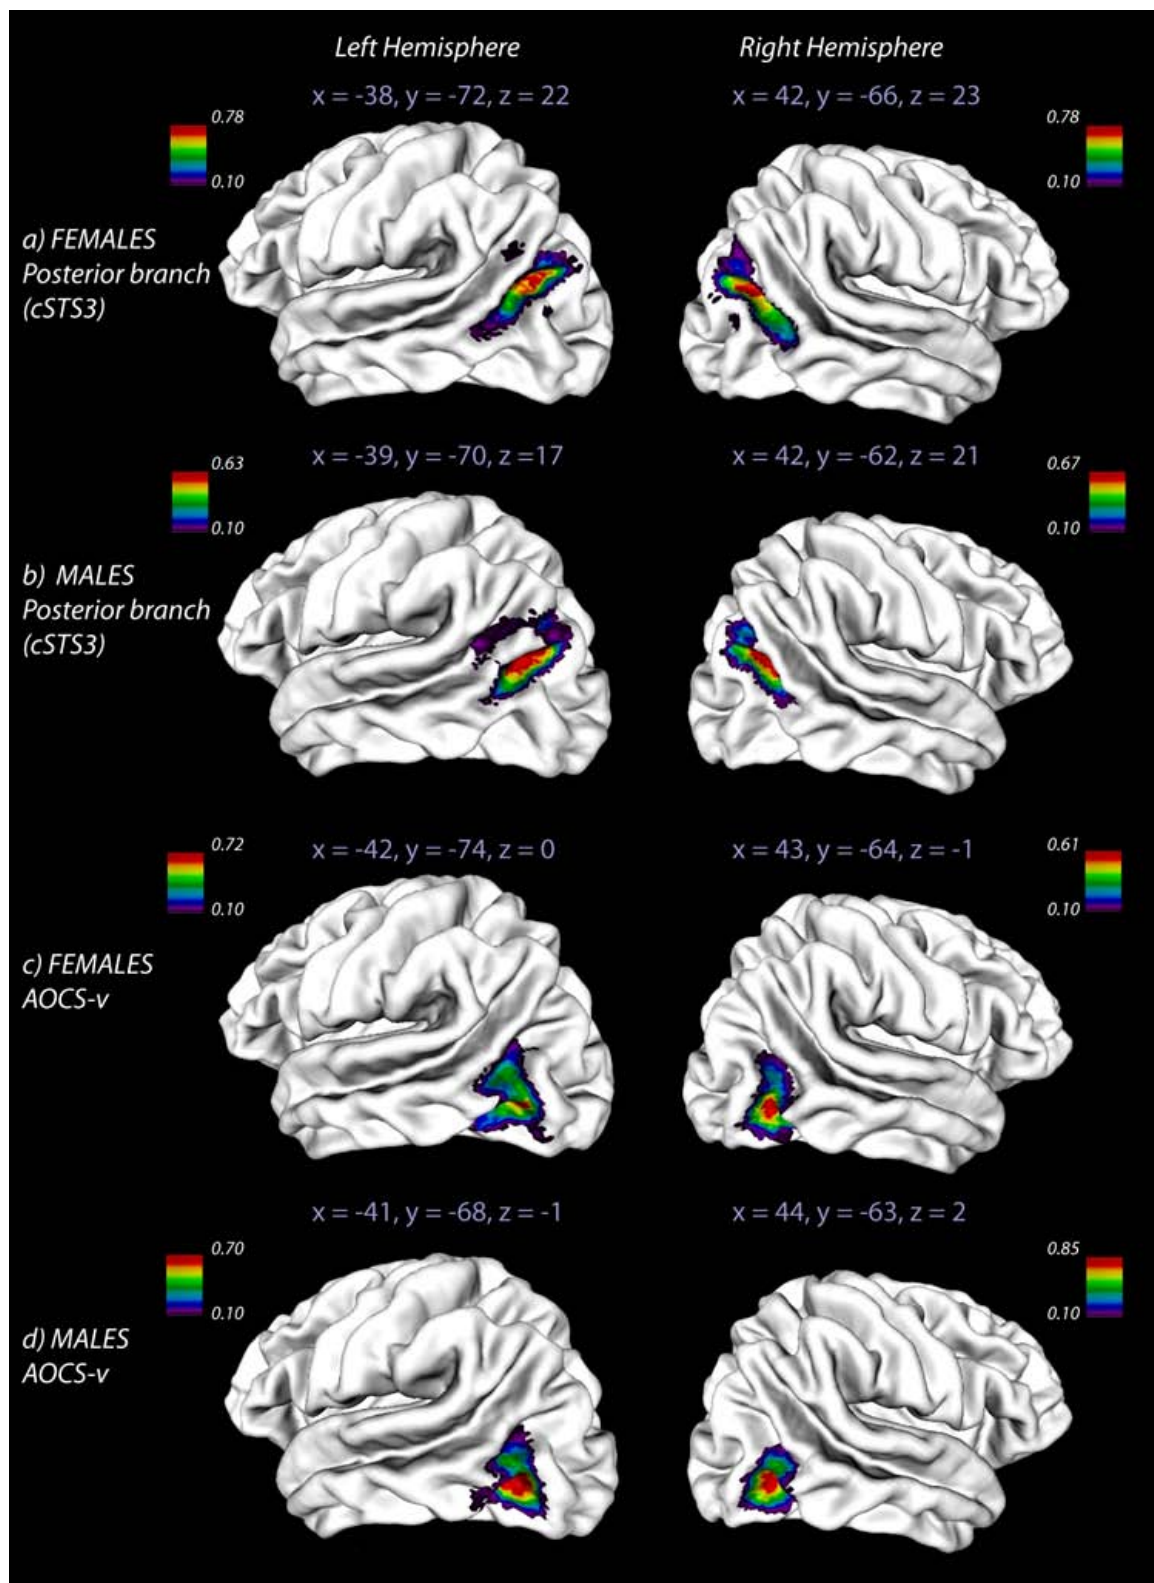 Left Hemisphere
Right Hemisphere
x = -38, y = -72, z = 22
x = 42, y = -66, z = 23
0.78
0.10
0.78
0.10
a) FEMALES
Posterior branch
(cSTS3)
x = -39, y = -70, z =17
x = 42, y = -62, z = 21
0.63
0.10
0.67
0.10
b) MALES
Posterior branch
(cSTS3)
x = -42, y = -74, z = 0
x = 43, y = -64, z = -1
0.72
0.10
0.61
0.10
c) FEMALES
AOCS-v
x = -41, y = -68, z = -1
x = 44, y = -63, z = 2
0.70
0.10
0.85
0.10
d) MALES
AOCS-v